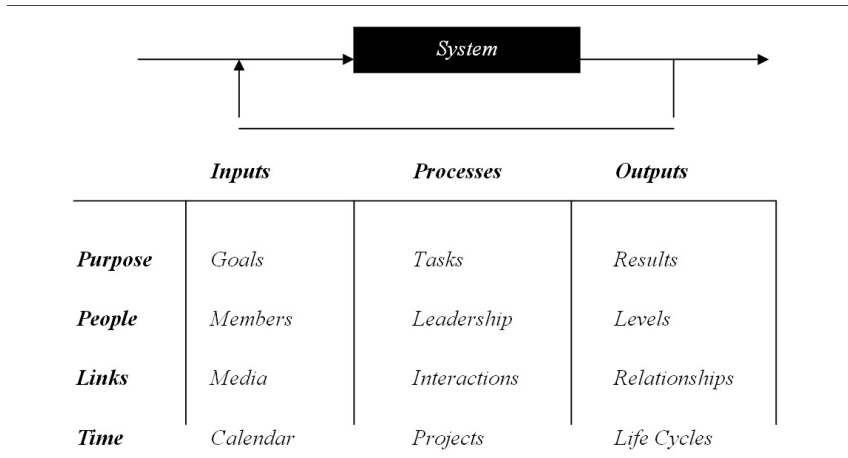 System
Inputs Processes Outputs
Purpose Goals Tasks Results
People Members Leadership Levels
Links Media Interactions Relationships
Time Calendar Projects Life Cycles